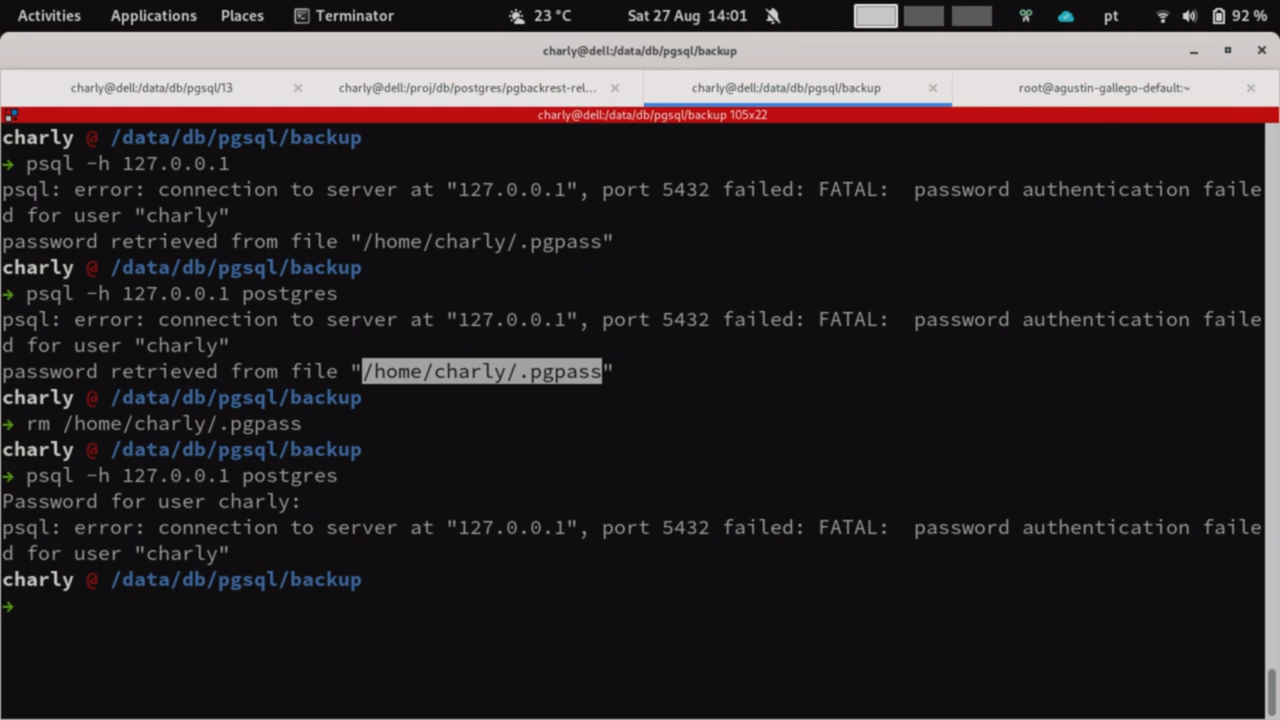 Activities Applications Places Terminator 23 °C Sat 27 Aug 14:01 pt 92 %
charly@dell:/data/db/pgsql/backup
charly@dell:/data/db/pgsql/13 charly@dell:/proj/db/postgres/pgbackrest-rel... charly@dell:/data/db/pgsql/backup root@agustin-gallego-default:~
charly@dell:/data/db/pgsql/backup 105x22
charly @ /data/db/pgsql/backup
→ psql -h 127.0.0.1
psql: error: connection to server at "127.0.0.1", port 5432 failed: FATAL:  password authentication faile
d for user "charly"
password retrieved from file "/home/charly/.pgpass"
charly @ /data/db/pgsql/backup
→ psql -h 127.0.0.1 postgres
psql: error: connection to server at "127.0.0.1", port 5432 failed: FATAL:  password authentication faile
d for user "charly"
password retrieved from file "/home/charly/.pgpass"
charly @ /data/db/pgsql/backup
→ rm /home/charly/.pgpass
charly @ /data/db/pgsql/backup
→ psql -h 127.0.0.1 postgres
Password for user charly:
psql: error: connection to server at "127.0.0.1", port 5432 failed: FATAL:  password authentication faile
d for user "charly"
charly @ /data/db/pgsql/backup
→